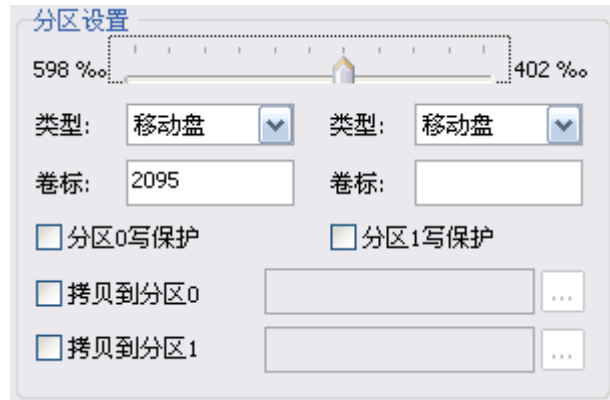 分区设置
598 ‰ 402 ‰
类型: 移动盘 类型: 移动盘
卷标: 2095 卷标:
分区0写保护 分区1写保护
拷贝到分区0 ...
拷贝到分区1 ...